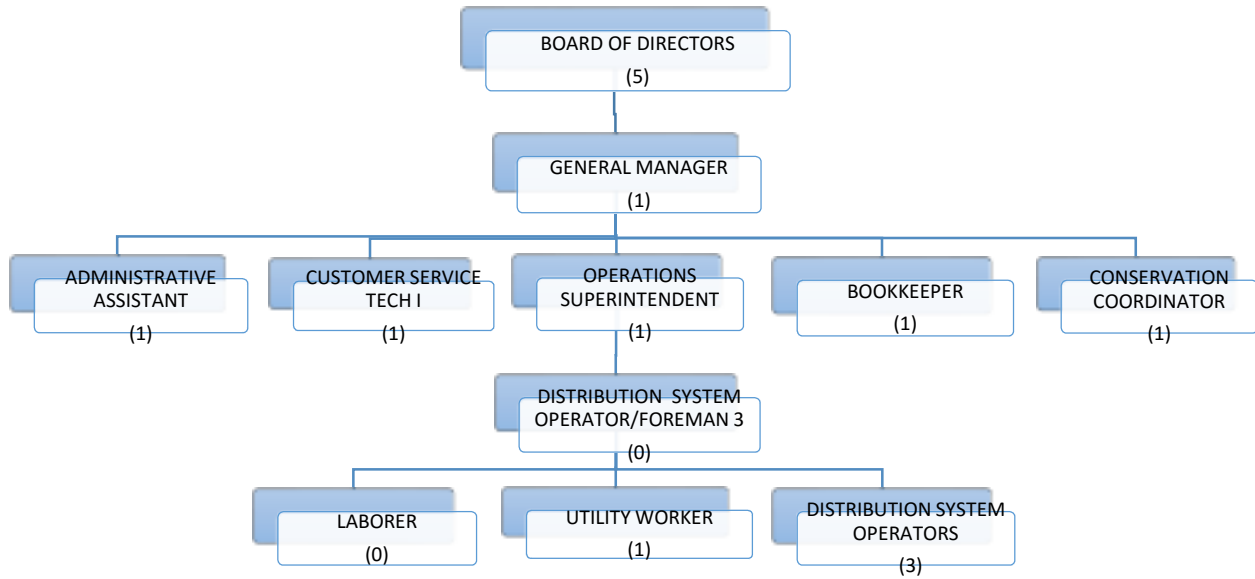 BOARD OF DIRECTORS
(5)
GENERAL MANAGER
(1)
ADMINISTRATIVE
ASSISTANT
(1)
CUSTOMER SERVICE
TECH I
(1)
OPERATIONS
SUPERINTENDENT
(1)
BOOKKEEPER
(1)
CONSERVATION
COORDINATOR
(1)
DISTRIBUTION SYSTEM
OPERATOR/FOREMAN 3
(0)
LABORER
(0)
UTILITY WORKER
(1)
DISTRIBUTION SYSTEM
OPERATORS
(3)